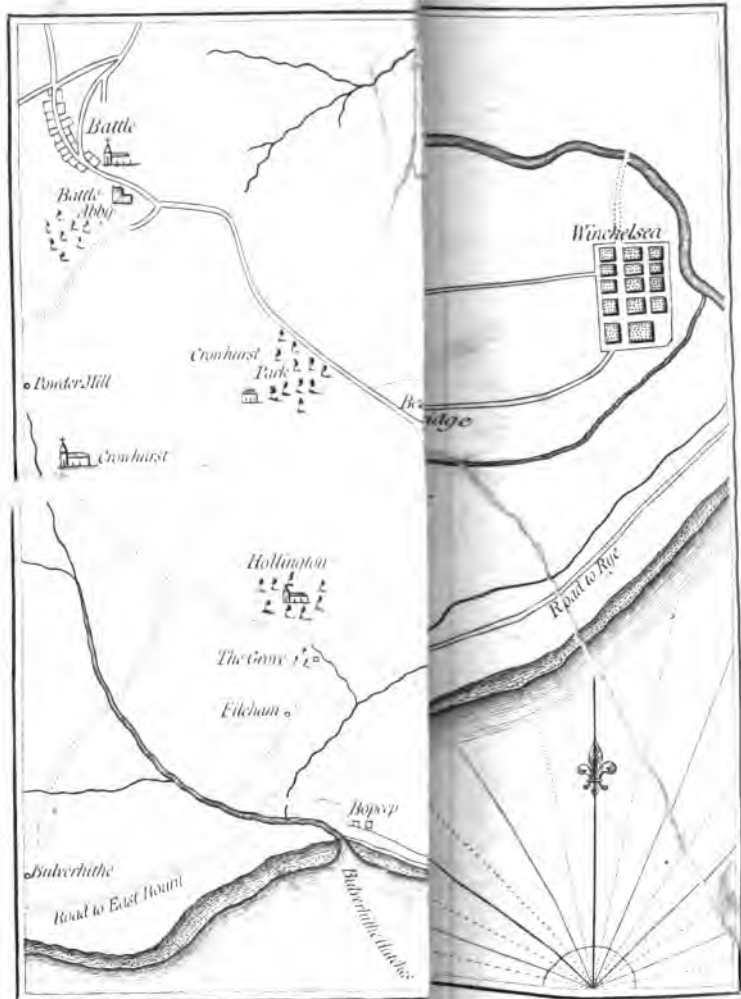 Battle
Battle
Abby
Winchelsea
Crowhurst
Park
Powder Mill
idge
Crowhurst
Hollington
Road to Rye
The Grove
Filcham
Bopeep
Bulverhithe
Road to East Bourn
Bulverhithe Hatches